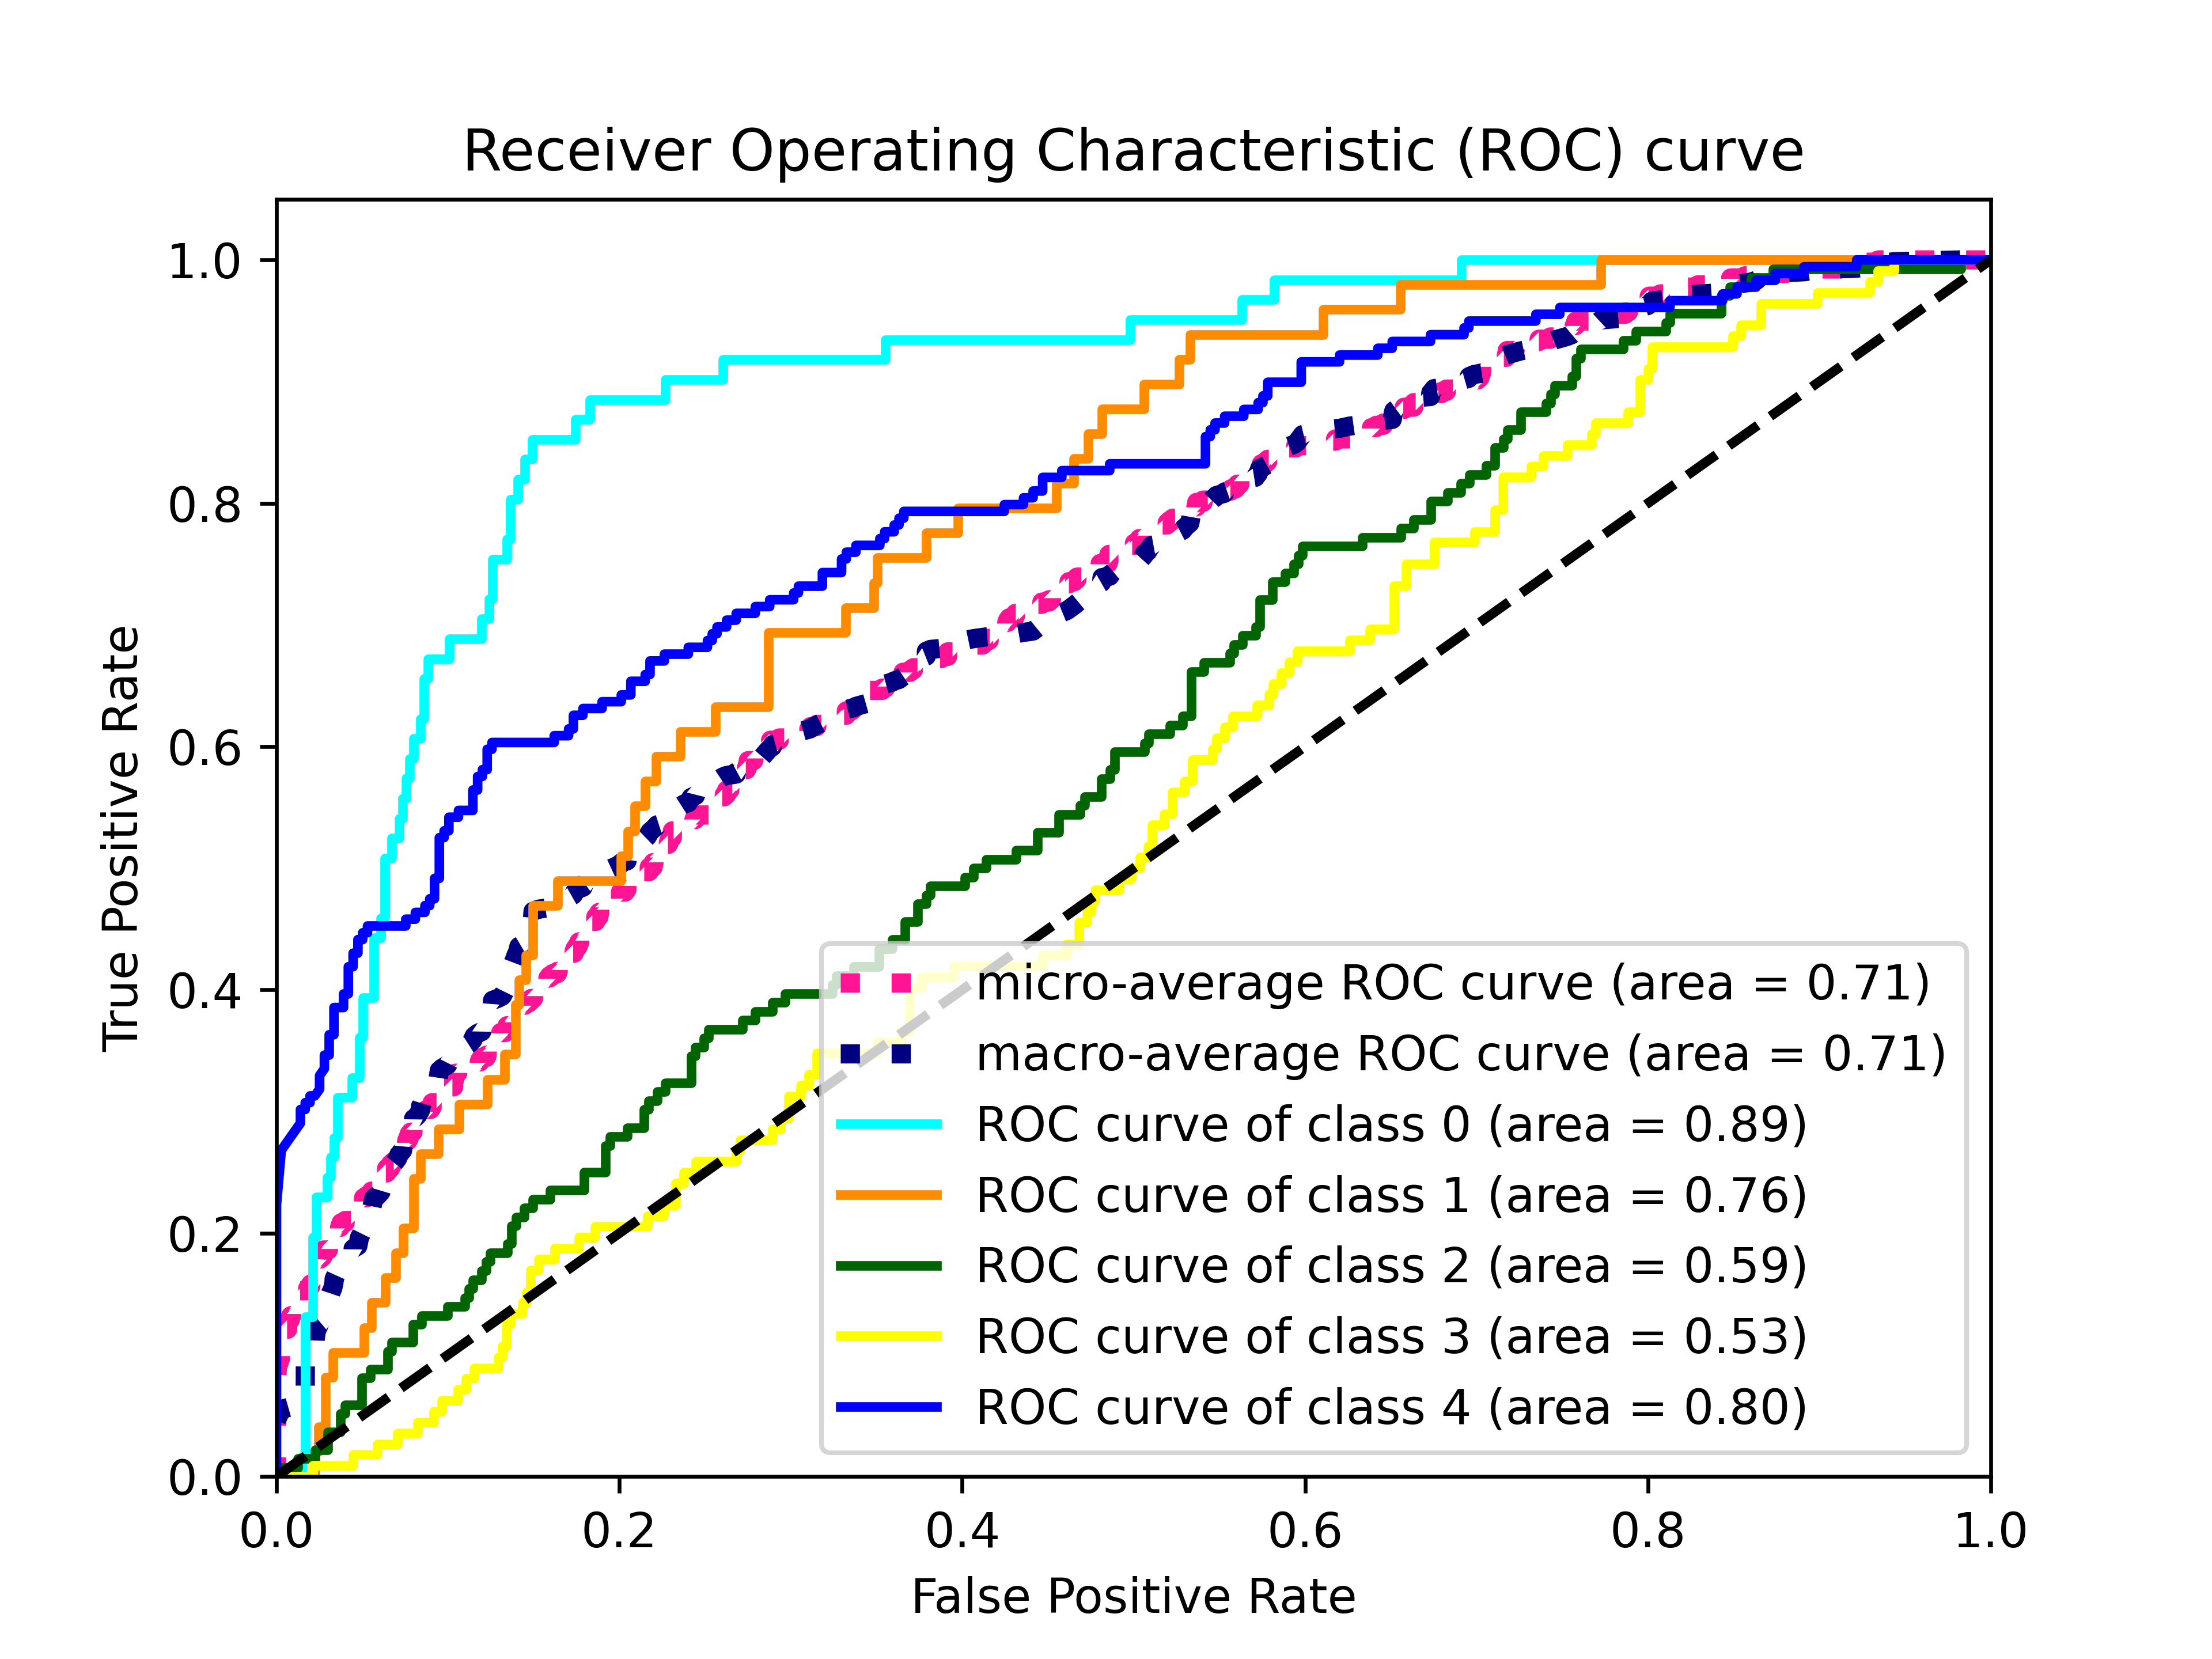 Receiver Operating Characteristic (ROC) curve
1.0
0.8
0.6
0.4
0.2
0.0
True Positive Rate
micro-average ROC curve (area = 0.71)
macro-average ROC curve (area = 0.71)
ROC curve of class 0 (area = 0.89)
ROC curve of class 1 (area = 0.76)
ROC curve of class 2 (area = 0.59)
ROC curve of class 3 (area = 0.53)
ROC curve of class 4 (area = 0.80)
0.0 0.2 0.4 0.6 0.8 1.0
False Positive Rate